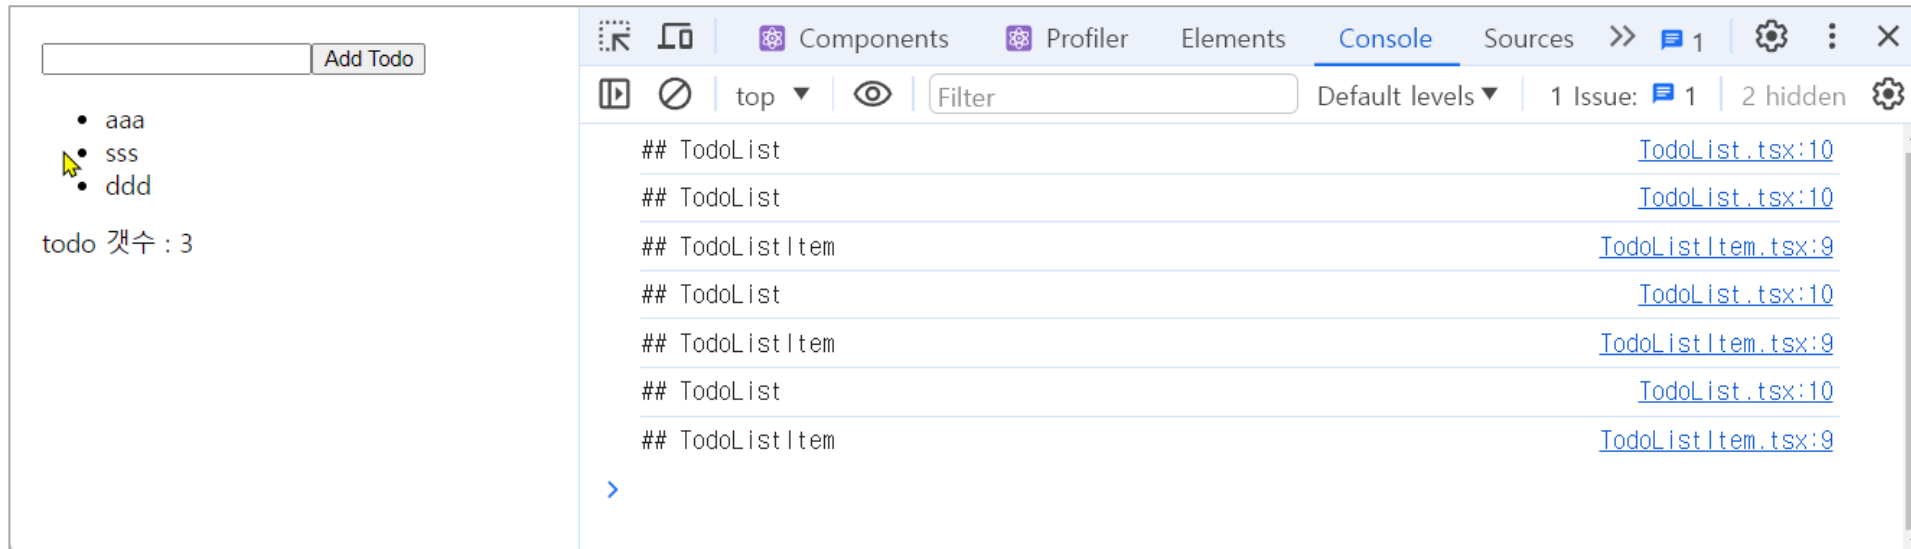 Add Todo
aaa
sss
ddd
todo 갯수 : 3
Components Profiler Elements Console Sources 1
top Filter Default levels 1 Issue: 1 2 hidden
## TodoList TodoList.tsx:10
## TodoList TodoList.tsx:10
## TodoListItem TodoListItem.tsx:9
## TodoList TodoList.tsx:10
## TodoListItem TodoListItem.tsx:9
## TodoList TodoList.tsx:10
## TodoListItem TodoListItem.tsx:9